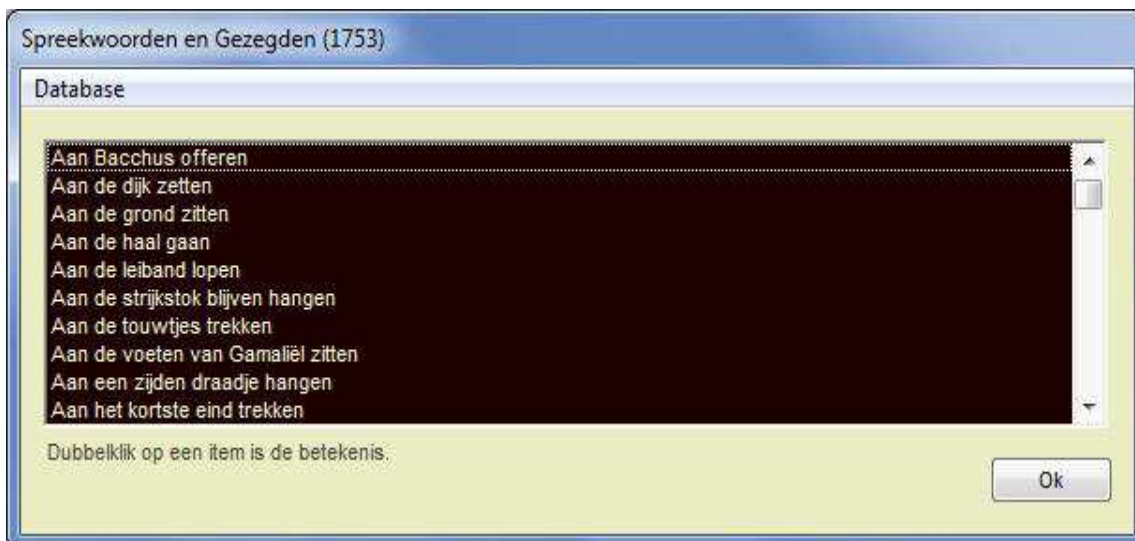 Spreekwoorden en Gezegden (1753)
Database
Aan Bacchus offeren
Aan de dijk zetten
Aan de grond zitten
Aan de haal gaan
Aan de leiband lopen
Aan de strijkstok blijven hangen
Aan de touwtjes trekken
Aan de voeten van Gamaliël zitten
Aan een zijden draadje hangen
Aan het kortste eind trekken
Dubbelklik op een item is de betekenis.
Ok